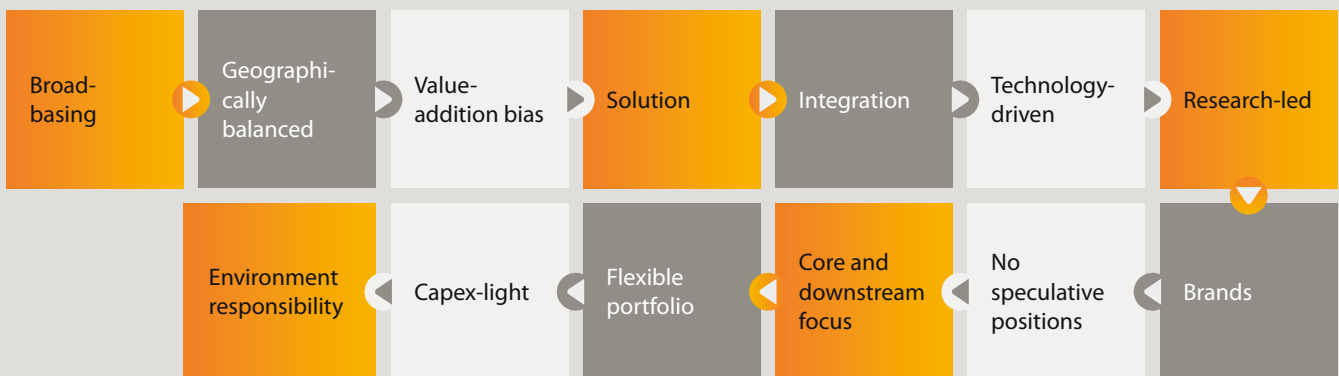 Broad-
basing
Geographi-
cally
balanced
Value-
addition bias
Solution
Integration
Technology-
driven
Research-led
Brands
No
speculative
positions
Core and
downstream
focus
Flexible
portfolio
Capex-light
Environment
responsibility